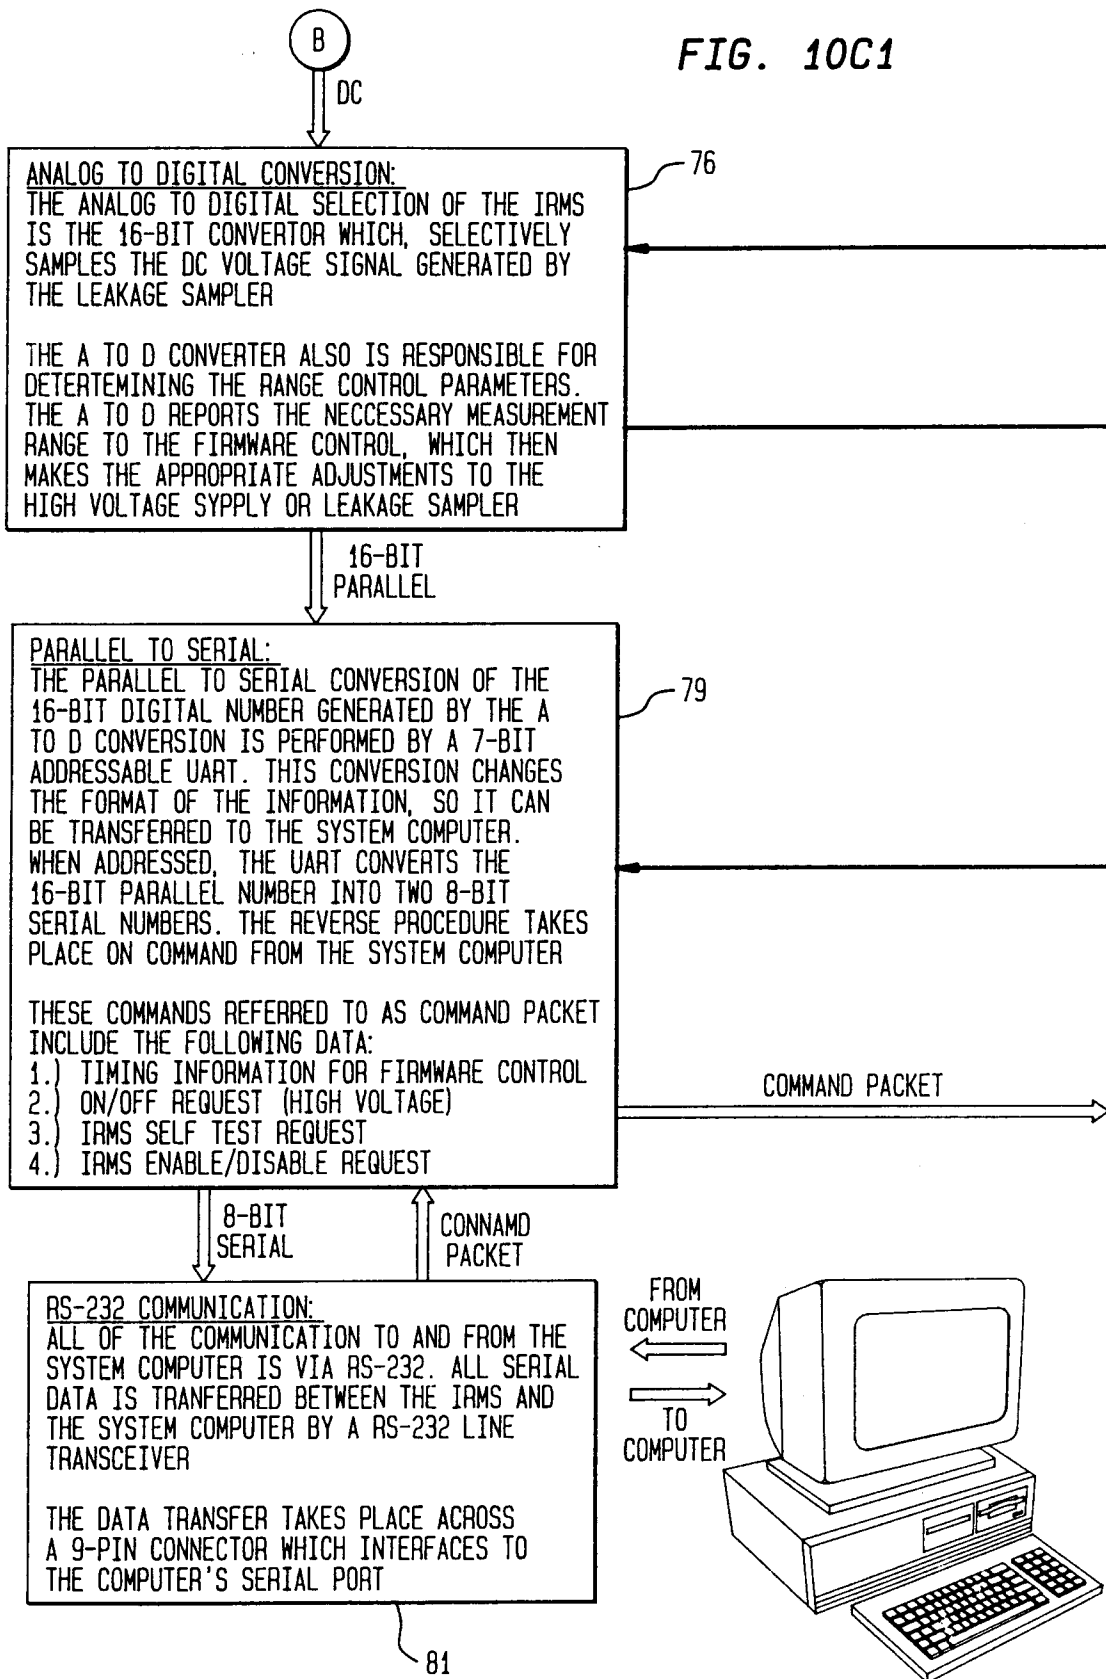 B
FIG. 10C1
DC
ANALOG TO DIGITAL CONVERSION:
THE ANALOG TO DIGITAL SELECTION OF THE IRMS
IS THE 16-BIT CONVERTOR WHICH, SELECTIVELY
SAMPLES THE DC VOLTAGE SIGNAL GENERATED BY
THE LEAKAGE SAMPLER
THE A TO D CONVERTER ALSO IS RESPONSIBLE FOR
DETERTEMINING THE RANGE CONTROL PARAMETERS.
THE A TO D REPORTS THE NECCESSARY MEASUREMENT
RANGE TO THE FIRMWARE CONTROL, WHICH THEN
MAKES THE APPROPRIATE ADJUSTMENTS TO THE
HIGH VOLTAGE SYPPLY OR LEAKAGE SAMPLER
76
16-BIT
PARALLEL
PARALLEL TO SERIAL:
THE PARALLEL TO SERIAL CONVERSION OF THE
16-BIT DIGITAL NUMBER GENERATED BY THE A
TO D CONVERSION IS PERFORMED BY A 7-BIT
ADDRESSABLE UART. THIS CONVERSION CHANGES
THE FORMAT OF THE INFORMATION, SO IT CAN
BE TRANSFERRED TO THE SYSTEM COMPUTER.
WHEN ADDRESSED, THE UART CONVERTS THE
16-BIT PARALLEL NUMBER INTO TWO 8-BIT
SERIAL NUMBERS. THE REVERSE PROCEDURE TAKES
PLACE ON COMMAND FROM THE SYSTEM COMPUTER
THESE COMMANDS REFERRED TO AS COMMAND PACKET
INCLUDE THE FOLLOWING DATA:
1.) TIMING INFORMATION FOR FIRMWARE CONTROL
2.) ON/OFF REQUEST (HIGH VOLTAGE)
3.) IRMS SELF TEST REQUEST
4.) IRMS ENABLE/DISABLE REQUEST
79
COMMAND PACKET
8-BIT
SERIAL
CONNAMD
PACKET
RS-232 COMMUNICATION:
ALL OF THE COMMUNICATION TO AND FROM THE
SYSTEM COMPUTER IS VIA RS-232. ALL SERIAL
DATA IS TRANFERRED BETWEEN THE IRMS AND
THE SYSTEM COMPUTER BY A RS-232 LINE
TRANSCEIVER
THE DATA TRANSFER TAKES PLACE ACROSS
A 9-PIN CONNECTOR WHICH INTERFACES TO
THE COMPUTER'S SERIAL PORT
81
FROM
COMPUTER
TO
COMPUTER